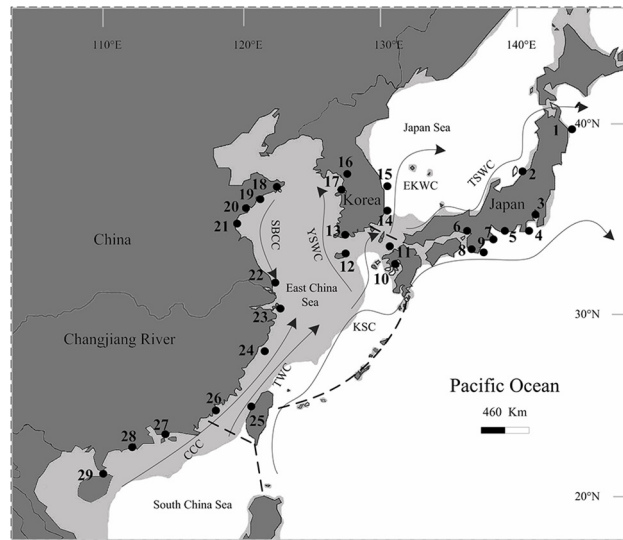 110°E
120°E
130°E
140°E
40°N
Japan Sea
1
16
15
2
17
18
EKWC
TSWC
19
Korea
20
14
Japan
3
21
SBCC
YSWC
13
6
7
5
4
China
12
11
8
9
10
22
East China
Sea
23
30°N
Changjiang River
KSC
24
TWC
Pacific Ocean
26
25
460 Km
27
28
CCC
29
South China Sea
20°N